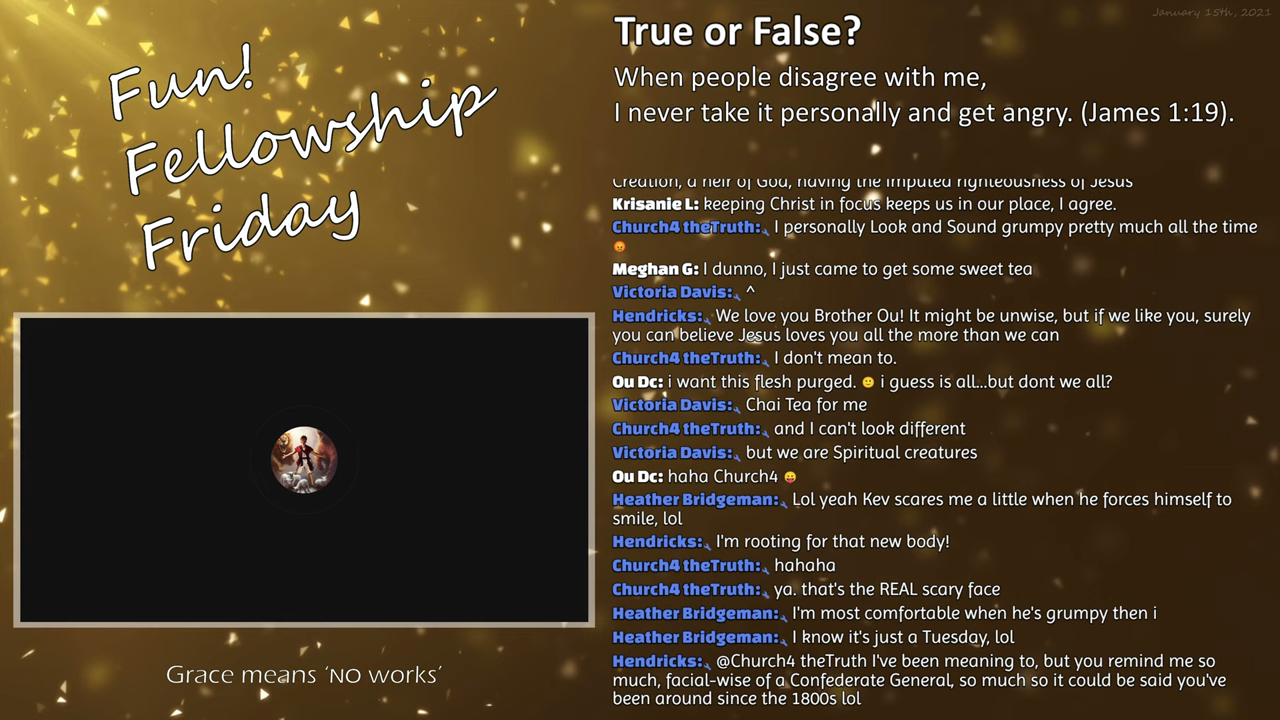 Fun!
Fellowship
Friday
Grace means ‘NO works’
January 15th, 2021
True or False?
When people disagree with me,
I never take it personally and get angry. (James 1:19).
Creation, a heir of God, having the imputed righteousness of Jesus
Krisanie L: keeping Christ in focus keeps us in our place, I agree.
Church4 theTruth: I personally Look and Sound grumpy pretty much all the time
😡
Meghan G: I dunno, I just came to get some sweet tea
Victoria Davis: ^
Hendricks: We love you Brother Ou! It might be unwise, but if we like you, surely
you can believe Jesus loves you all the more than we can
Church4 theTruth: I don't mean to.
Ou Dc: i want this flesh purged. 🙂 i guess is all...but dont we all?
Victoria Davis: Chai Tea for me
Church4 theTruth: and I can't look different
Victoria Davis: but we are Spiritual creatures
Ou Dc: haha Church4 😛
Heather Bridgeman: Lol yeah Kev scares me a little when he forces himself to
smile, lol
Hendricks: I'm rooting for that new body!
Church4 theTruth: hahaha
Church4 theTruth: ya. that's the REAL scary face
Heather Bridgeman: I'm most comfortable when he's grumpy then i
Heather Bridgeman: I know it's just a Tuesday, lol
Hendricks: @Church4 theTruth I've been meaning to, but you remind me so
much, facial-wise of a Confederate General, so much so it could be said you've
been around since the 1800s lol